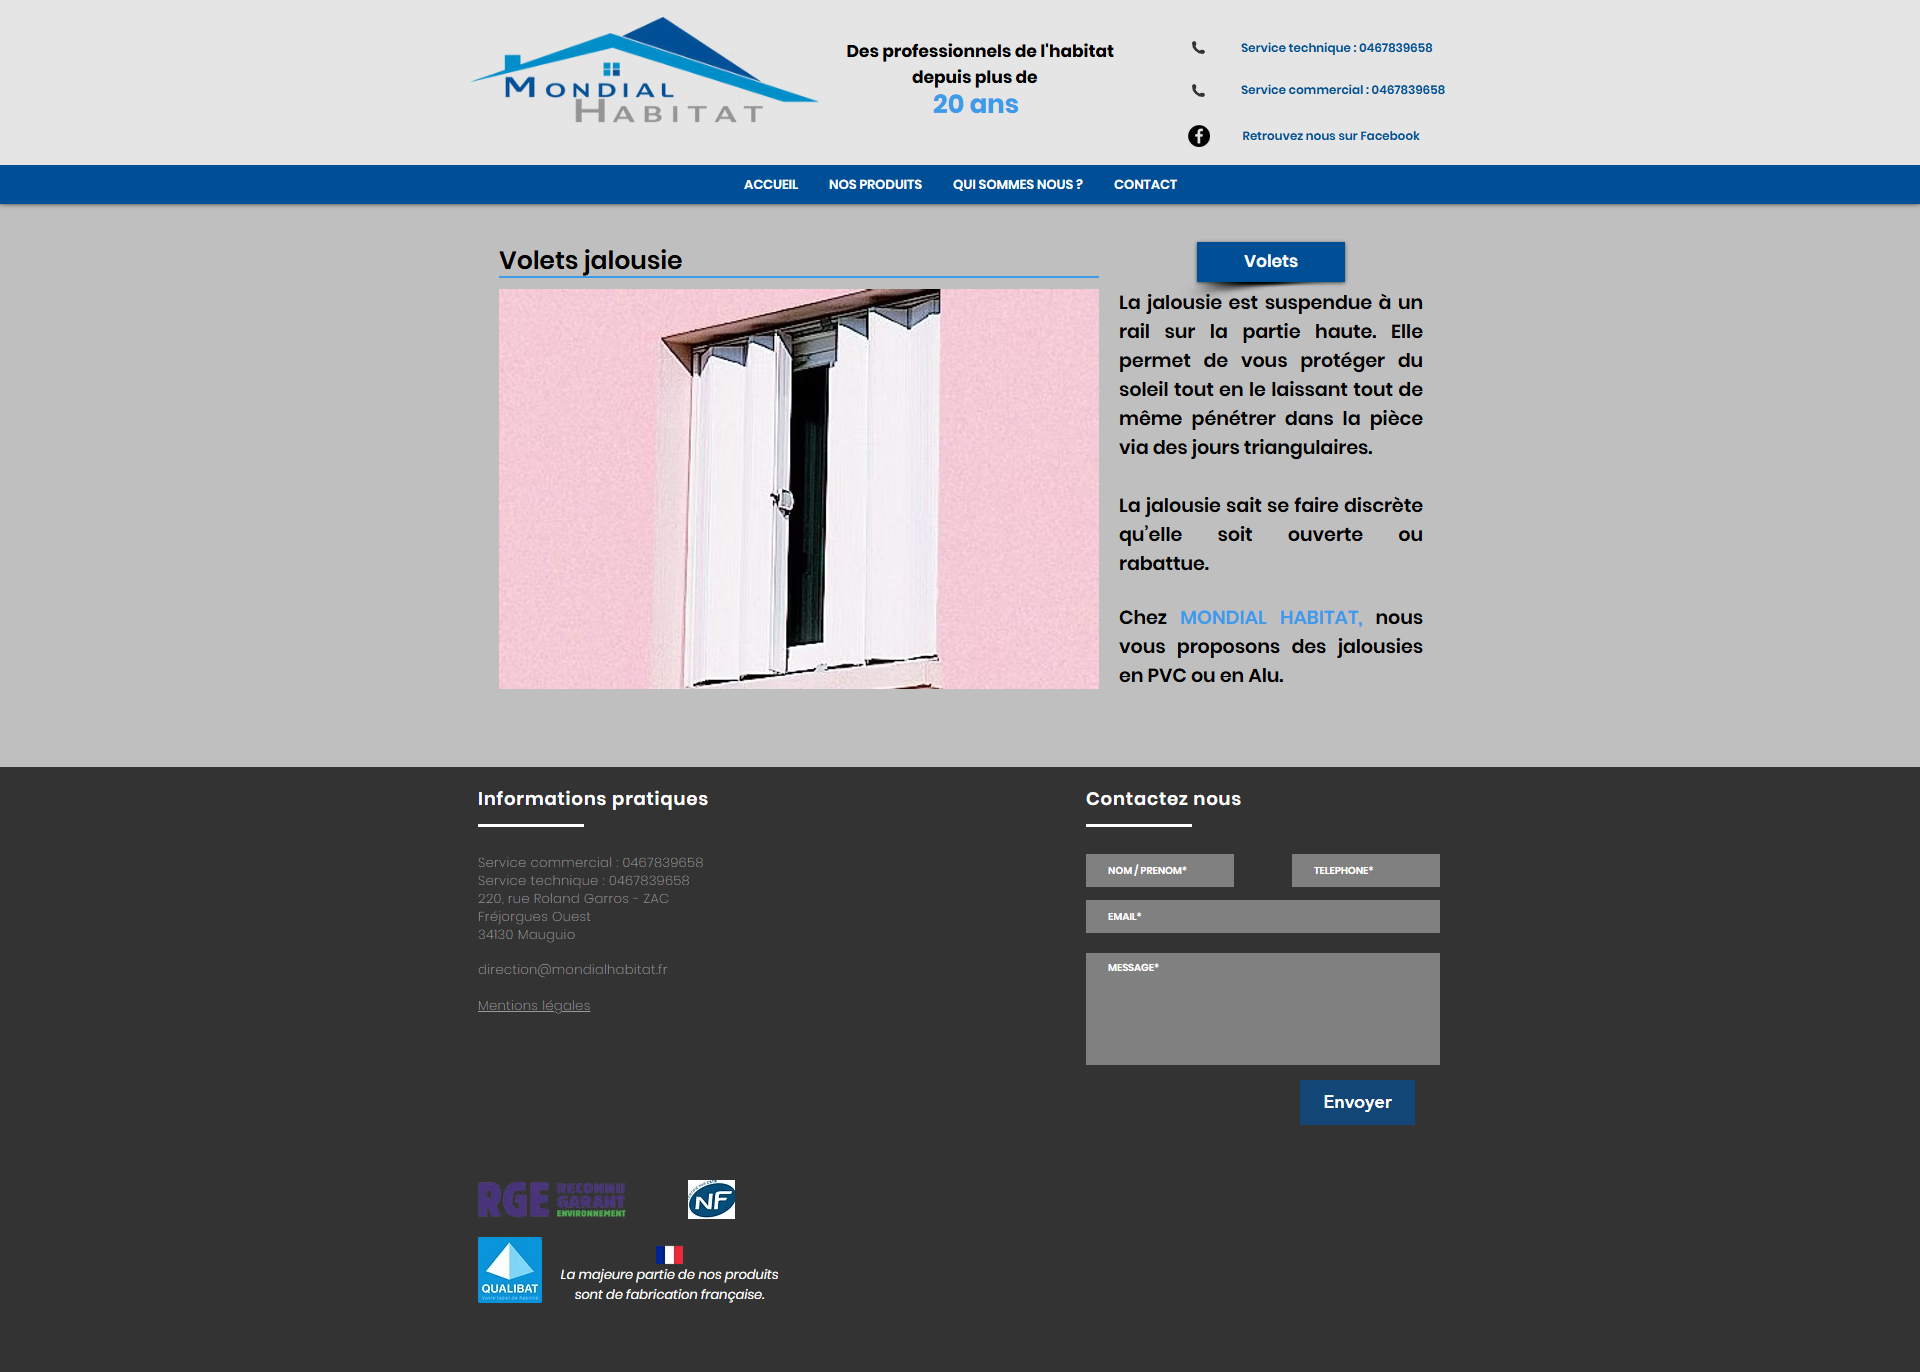 MONDIAL
HABITAT
Des professionnels de l'habitat
depuis plus de
20 ans
Service technique : 0467839658
Service commercial : 0467839658
Retrouvez nous sur Facebook
ACCUEIL NOS PRODUITS QUI SOMMES NOUS ? CONTACT
Volets jalousie
Volets
La jalousie est suspendue à un
rail sur la partie haute. Elle
permet de vous protéger du
soleil tout en le laissant tout de
même pénétrer dans la pièce
via des jours triangulaires.
La jalousie sait se faire discrète
qu'elle soit ouverte ou
rabattue.
Chez MONDIAL HABITAT, nous
vous proposons des jalousies
en PVC ou en Alu.
Informations pratiques
Service commercial : 0467839658
Service technique : 0467839658
220, rue Roland Garros - ZAC
Fréjorgues Ouest
34130 Mauguio
direction@mondialhabitat.fr
Mentions légales
Contactez nous
NOM / PRENOM*
TELEPHONE*
EMAIL*
MESSAGE*
Envoyer
RGE RECONNU
GARANT
ENVIRONNEMENT
NF
QUALIBAT
La majeure partie de nos produits
sont de fabrication française.